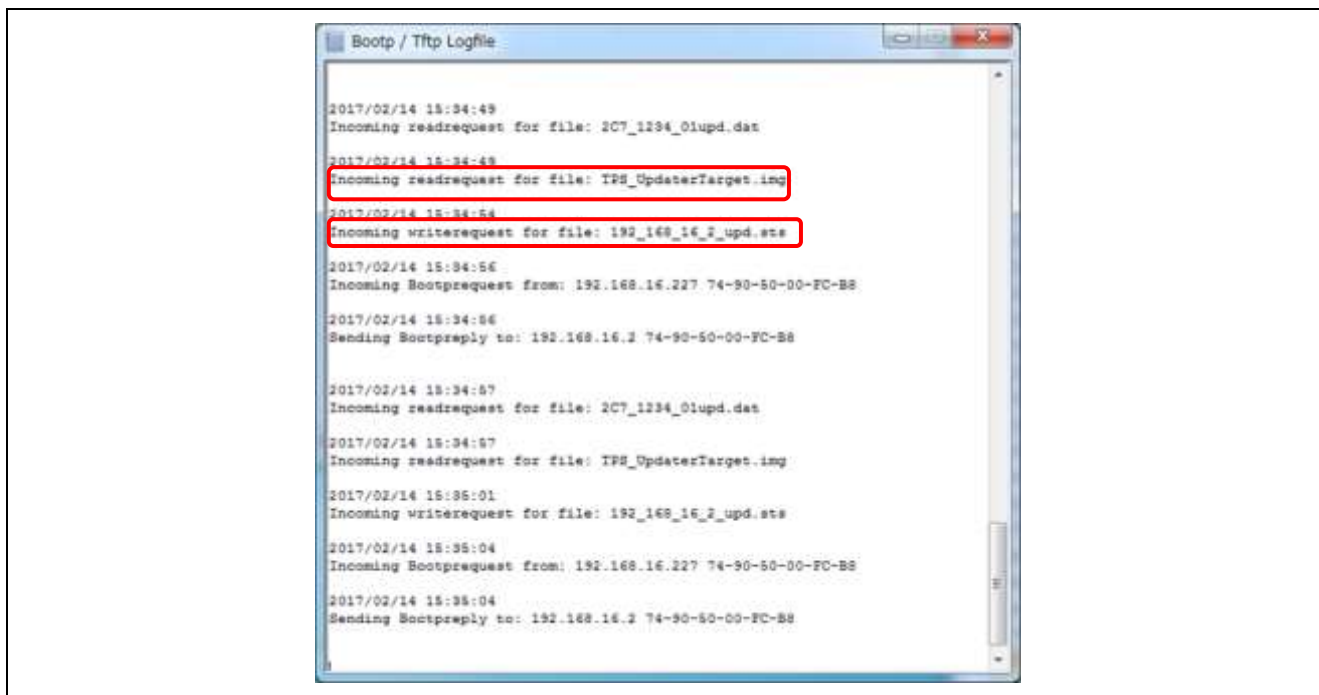 Bootp / Tftp Logfile
2017/02/14 15:34:49
Incoming readrequest for file: 2C7_1234_01upd.dat
2017/02/14 15:34:49
Incoming readrequest for file: TPS_UpdaterTarget.img
2017/02/14 15:34:54
Incoming writerequest for file: 192_168_16_2_upd.sts
2017/02/14 15:34:56
Incoming Bootprequest from: 192.168.16.227 74-90-50-00-FC-B8
2017/02/14 15:34:56
Sending Bootpreply to: 192.168.16.2 74-90-50-00-FC-B8
2017/02/14 15:34:57
Incoming readrequest for file: 2C7_1234_01upd.dat
2017/02/14 15:34:57
Incoming readrequest for file: TPS_UpdaterTarget.img
2017/02/14 15:35:01
Incoming writerequest for file: 192_168_16_2_upd.sts
2017/02/14 15:35:04
Incoming Bootprequest from: 192.168.16.227 74-90-50-00-FC-B8
2017/02/14 15:35:04
Sending Bootpreply to: 192.168.16.2 74-90-50-00-FC-B8